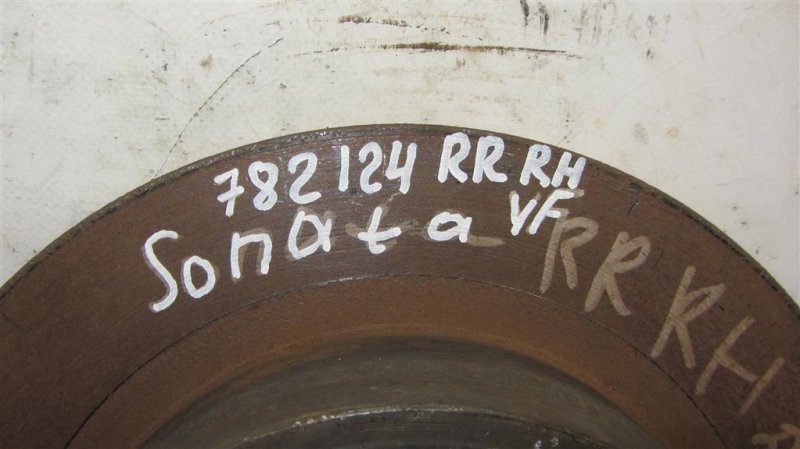 782124 RR RH
Sonata YF
RR RH